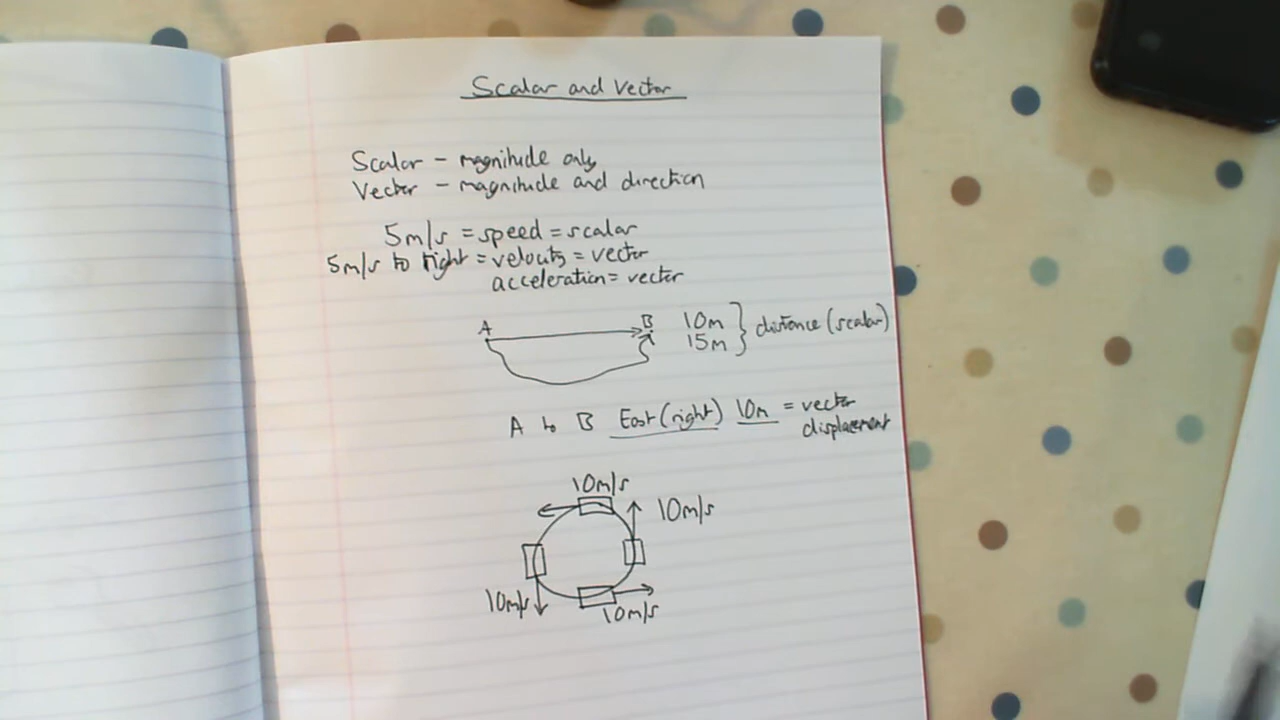 Scalar and Vector
Scalar - magnitude only
Vector - magnitude and direction
5m/s = speed = scalar
5m/s to right = velocity = vector
acceleration = vector
A B 10m } distance (scalar)
15m
A to B East (right) 10m = vector
displacement
10m/s
10m/s
10m/s
10m/s